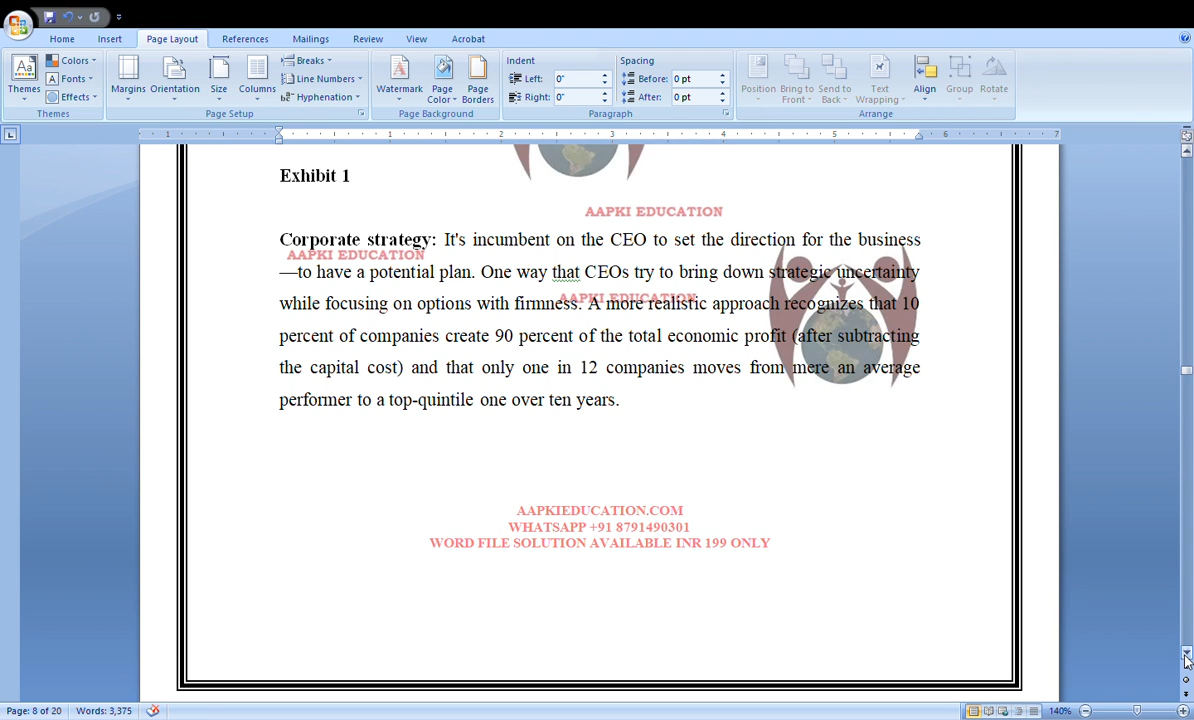 Home Insert Page Layout References Mailings Review View Acrobat
Themes
Colors
Fonts
Effects
Themes
Margins Orientation Size Columns
Breaks
Line Numbers
Hyphenation
Page Setup
Watermark Page Color Page Borders
Page Background
Indent
Left: 0"
Right: 0"
Spacing
Before: 0 pt
After: 0 pt
Paragraph
Position Bring to Front Send to Back Text Wrapping Align Group Rotate
Arrange
1 1 2 3 4 5 6 7
Exhibit 1
AAPKI EDUCATION
Corporate strategy: It's incumbent on the CEO to set the direction for the business
AAPKI EDUCATION
—to have a potential plan. One way that CEOs try to bring down strategic uncertainty
AAPKI EDUCATION
while focusing on options with firmness. A more realistic approach recognizes that 10
percent of companies create 90 percent of the total economic profit (after subtracting
the capital cost) and that only one in 12 companies moves from mere an average
performer to a top-quintile one over ten years.
AAPKIEDUCATION.COM
WHATSAPP +91 8791490301
WORD FILE SOLUTION AVAILABLE INR 199 ONLY
Page: 8 of 20 Words: 3,375 140%